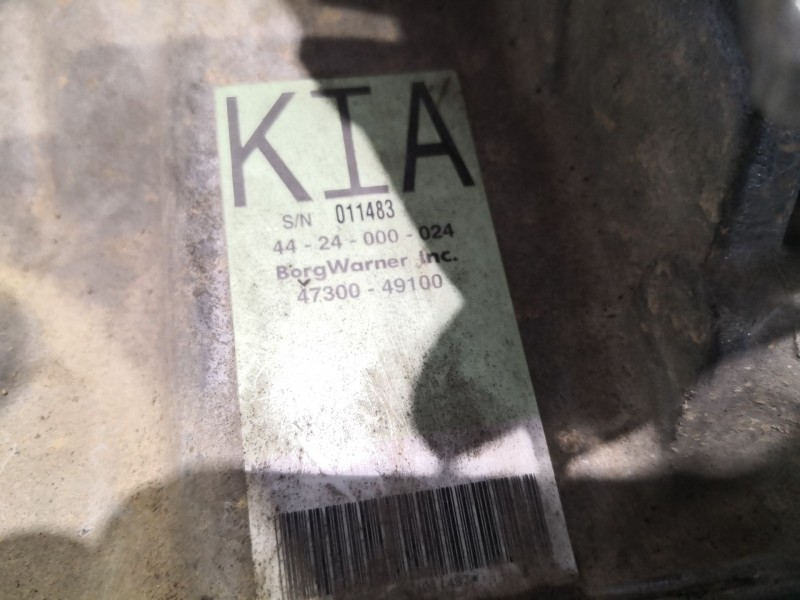 KIA
S/N 011483
44 - 24 - 000 - 024
BorgWarner Inc.
47300 - 49100